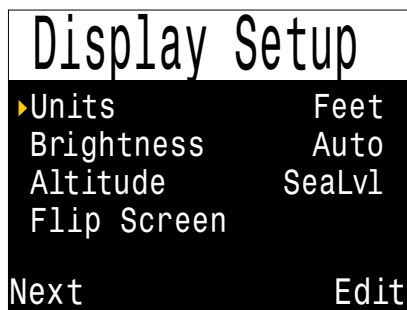 Display Setup
Units Feet
Brightness Auto
Altitude SeaLvl
Flip Screen
Next Edit